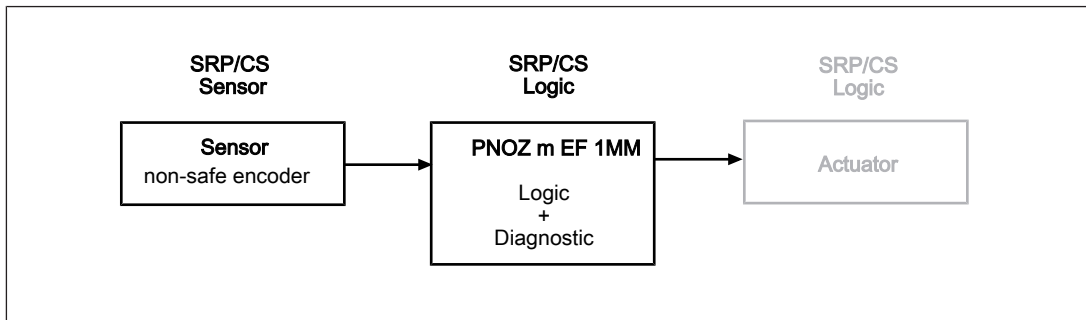 SRP/CS
Sensor
SRP/CS
Logic
SRP/CS
Logic
Sensor
non-safe encoder
PNOZ m EF 1MM
Logic
+
Diagnostic
Actuator